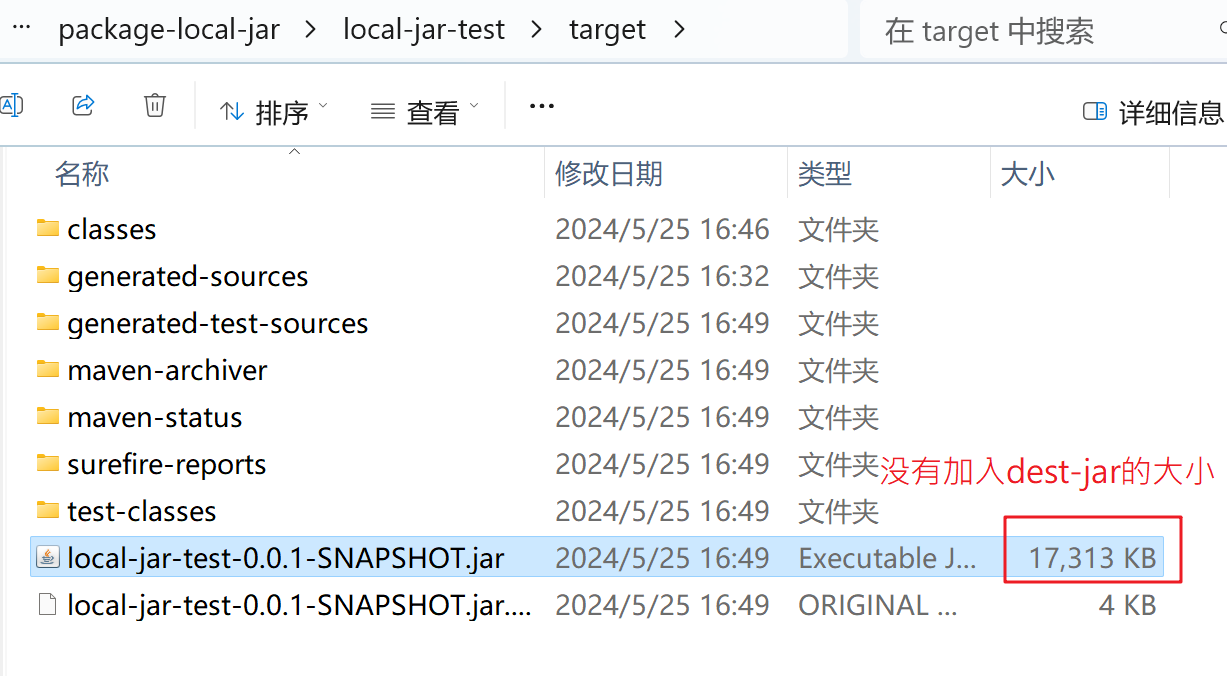 … package-local-jar > local-jar-test > target >
在 target 中搜索
A 排序 查看 ••• 详细信息
名称 修改日期 类型 大小
classes 2024/5/25 16:46 文件夹
generated-sources 2024/5/25 16:32 文件夹
generated-test-sources 2024/5/25 16:49 文件夹
maven-archiver 2024/5/25 16:49 文件夹
maven-status 2024/5/25 16:49 文件夹
surefire-reports 2024/5/25 16:49 文件夹
没有加入dest-jar的大小
test-classes 2024/5/25 16:49 文件夹
local-jar-test-0.0.1-SNAPSHOT.jar 2024/5/25 16:49 Executable J... 17,313 KB
local-jar-test-0.0.1-SNAPSHOT.jar.... 2024/5/25 16:49 ORIGINAL ... 4 KB